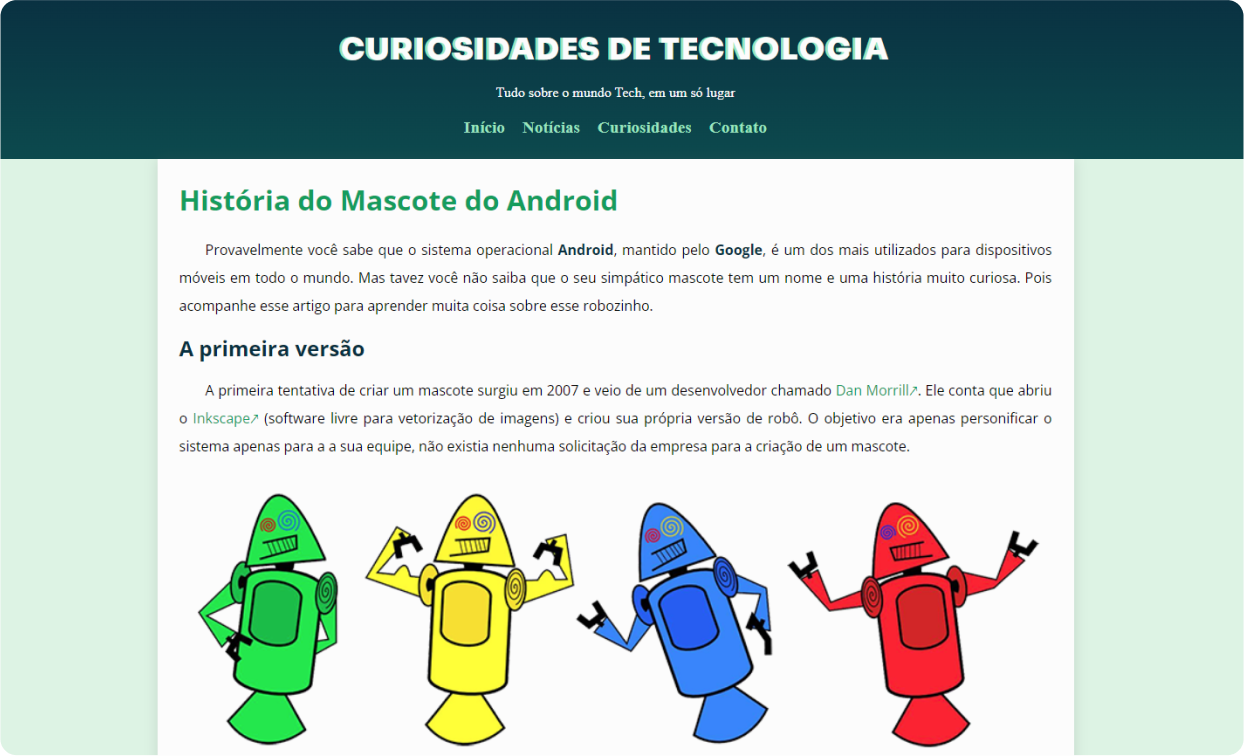 CURIOSIDADES DE TECNOLOGIA
Tudo sobre o mundo Tech, em um só lugar
Início Notícias Curiosidades Contato
História do Mascote do Android
Provavelmente você sabe que o sistema operacional Android, mantido pelo Google, é um dos mais utilizados para dispositivos
móveis em todo o mundo. Mas tavez você não saiba que o seu simpático mascote tem um nome e uma história muito curiosa. Pois
acompanhe esse artigo para aprender muita coisa sobre esse robozinho.
A primeira versão
A primeira tentativa de criar um mascote surgiu em 2007 e veio de um desenvolvedor chamado Dan Morrill↗. Ele conta que abriu
o Inkscape↗ (software livre para vetorização de imagens) e criou sua própria versão de robô. O objetivo era apenas personificar o
sistema apenas para a a sua equipe, não existia nenhuma solicitação da empresa para a criação de um mascote.